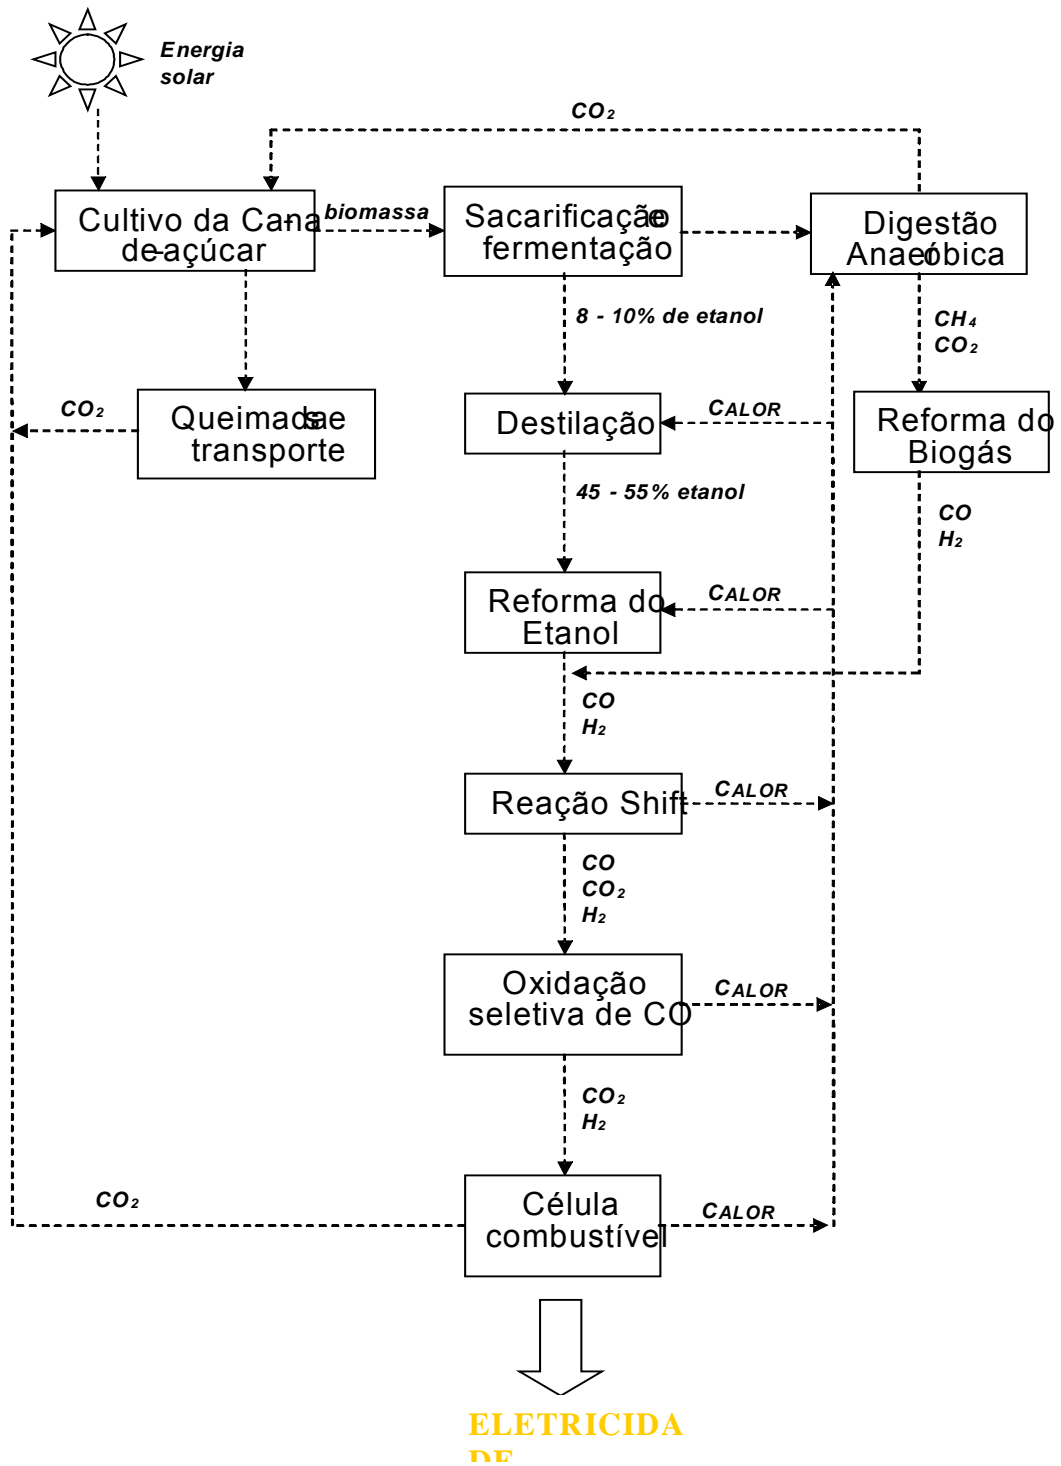 Energia
solar
CO₂
Cultivo da Cana-
de-açúcar
biomassa
Sacarificação e
fermentação
Digestão
Anaeróbica
8 - 10% de etanol
CH₄
CO₂
CO₂
Queimadas e
transporte
Destilação
CALOR
Reforma do
Biogás
45 - 55% etanol
CO
H₂
Reforma do
Etanol
CALOR
CO
H₂
Reação Shift
CALOR
CO
CO₂
H₂
Oxidação
seletiva de CO
CALOR
CO₂
H₂
CO₂
Célula
combustível
CALOR
ELETRICIDA
DE